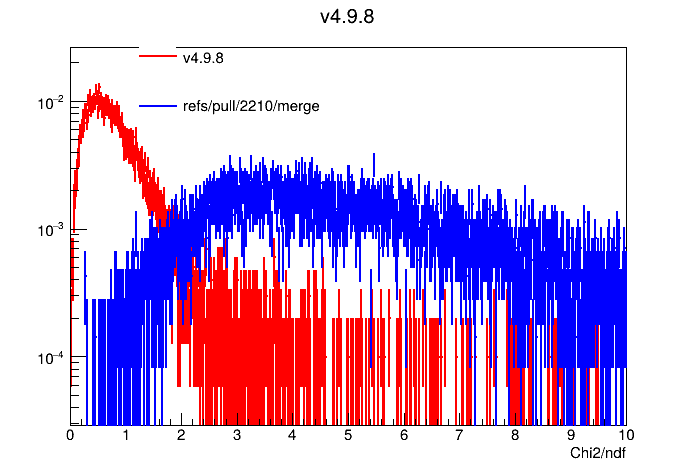 v4.9.8
v4.9.8
refs/pull/2210/merge
10−2
10−3
10−4
0 1 2 3 4 5 6 7 8 9 10
Chi2/ndf